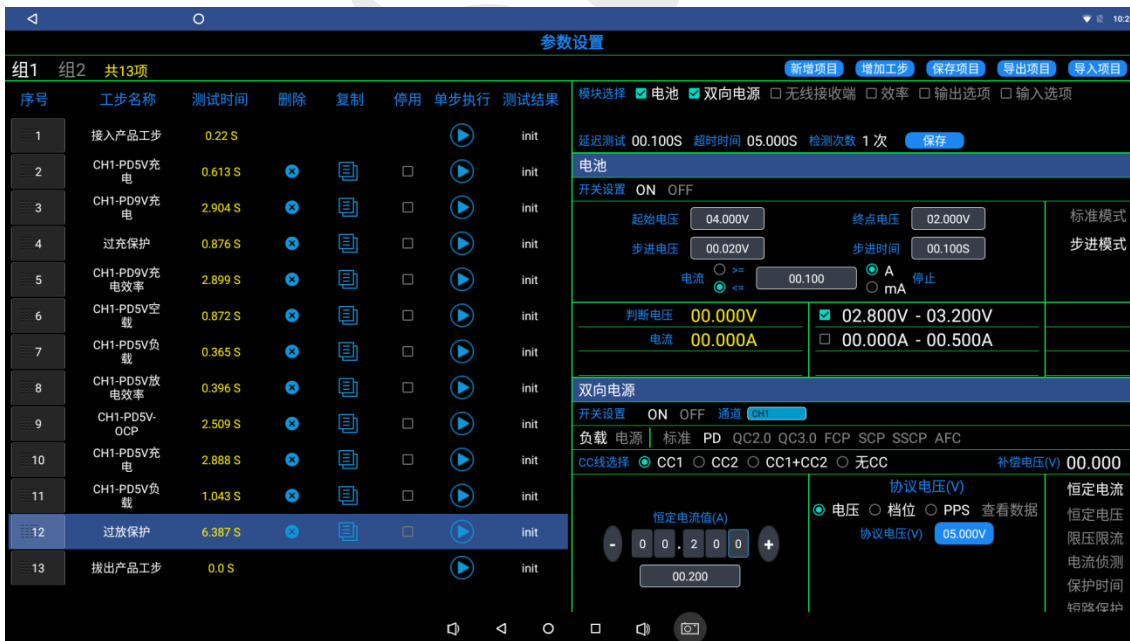 10:2
参数设置
组1 组2 共13项 新增项目 增加工步 保存项目 导出项目 导入项目
序号 工步名称 测试时间 删除 复制 停用 单步执行 测试结果
1 接入产品工步 0.22 S init
2 CH1-PD5V充电 0.613 S init
3 CH1-PD9V充电 2.904 S init
4 过充保护 0.876 S init
5 CH1-PD9V充电效率 2.899 S init
6 CH1-PD5V空载 0.872 S init
7 CH1-PD5V负载 0.365 S init
8 CH1-PD5V放电效率 0.396 S init
9 CH1-PD5V-OCP 2.509 S init
10 CH1-PD5V充电 2.888 S init
11 CH1-PD5V负载 1.043 S init
12 过放保护 6.387 S init
13 拔出产品工步 0.0 S init
模块选择 电池 双向电源 无线接收端 效率 输出选项 输入选项
延迟测试 00.100S 超时时间 05.000S 检测次数 1 次 保存
电池
开关设置 ON OFF
起始电压 04.000V 终点电压 02.000V 标准模式
步进电压 00.020V 步进时间 00.100S 步进模式
电流 >= <= 00.100 A mA 停止
判断电压 00.000V 02.800V - 03.200V
电流 00.000A 00.000A - 00.500A
双向电源
开关设置 ON OFF 通道 CH1
负载 电源 标准 PD QC2.0 QC3.0 FCP SCP SSCP AFC
CC线选择 CC1 CC2 CC1+CC2 无CC 补偿电压(V) 00.000
恒定电流值(A)
- 0 0 . 2 0 0 +
00.200
协议电压(V)
电压 档位 PPS 查看数据
协议电压(V) 05.000V
恒定电流
恒定电压
限压限流
电流侦测
保护时间
短路保护